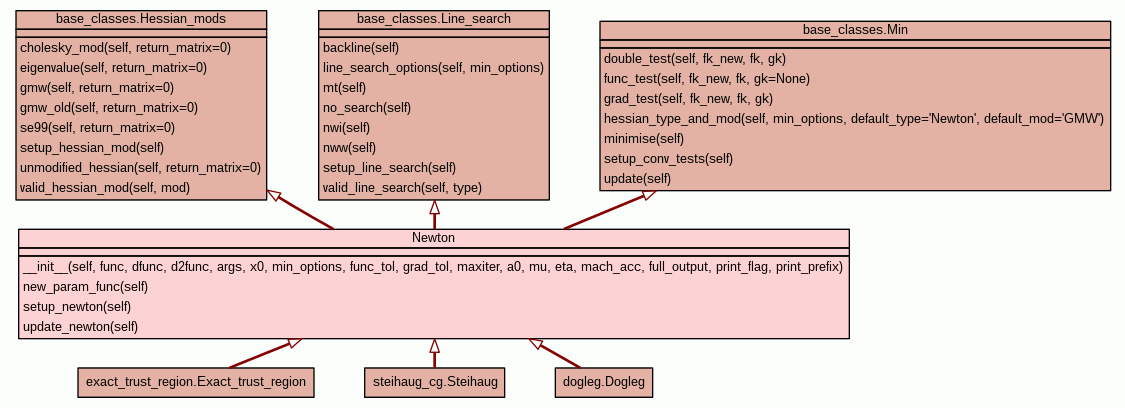 base_classes.Hessian_mods
cholesky_mod(self, return_matrix=0)
eigenvalue(self, return_matrix=0)
gmw(self, return_matrix=0)
gmw_old(self, return_matrix=0)
se99(self, return_matrix=0)
setup_hessian_mod(self)
unmodified_hessian(self, return_matrix=0)
valid_hessian_mod(self, mod)
base_classes.Line_search
backline(self)
line_search_options(self, min_options)
mt(self)
no_search(self)
nwi(self)
nww(self)
setup_line_search(self)
valid_line_search(self, type)
base_classes.Min
double_test(self, fk_new, fk, gk)
func_test(self, fk_new, fk, gk=None)
grad_test(self, fk_new, fk, gk)
hessian_type_and_mod(self, min_options, default_type='Newton', default_mod='GMW')
minimise(self)
setup_conv_tests(self)
update(self)
Newton
__init__(self, func, dfunc, d2func, args, x0, min_options, func_tol, grad_tol, maxiter, a0, mu, eta, mach_acc, full_output, print_flag, print_prefix)
new_param_func(self)
setup_newton(self)
update_newton(self)
exact_trust_region.Exact_trust_region
steihaug_cg.Steihaug
dogleg.Dogleg